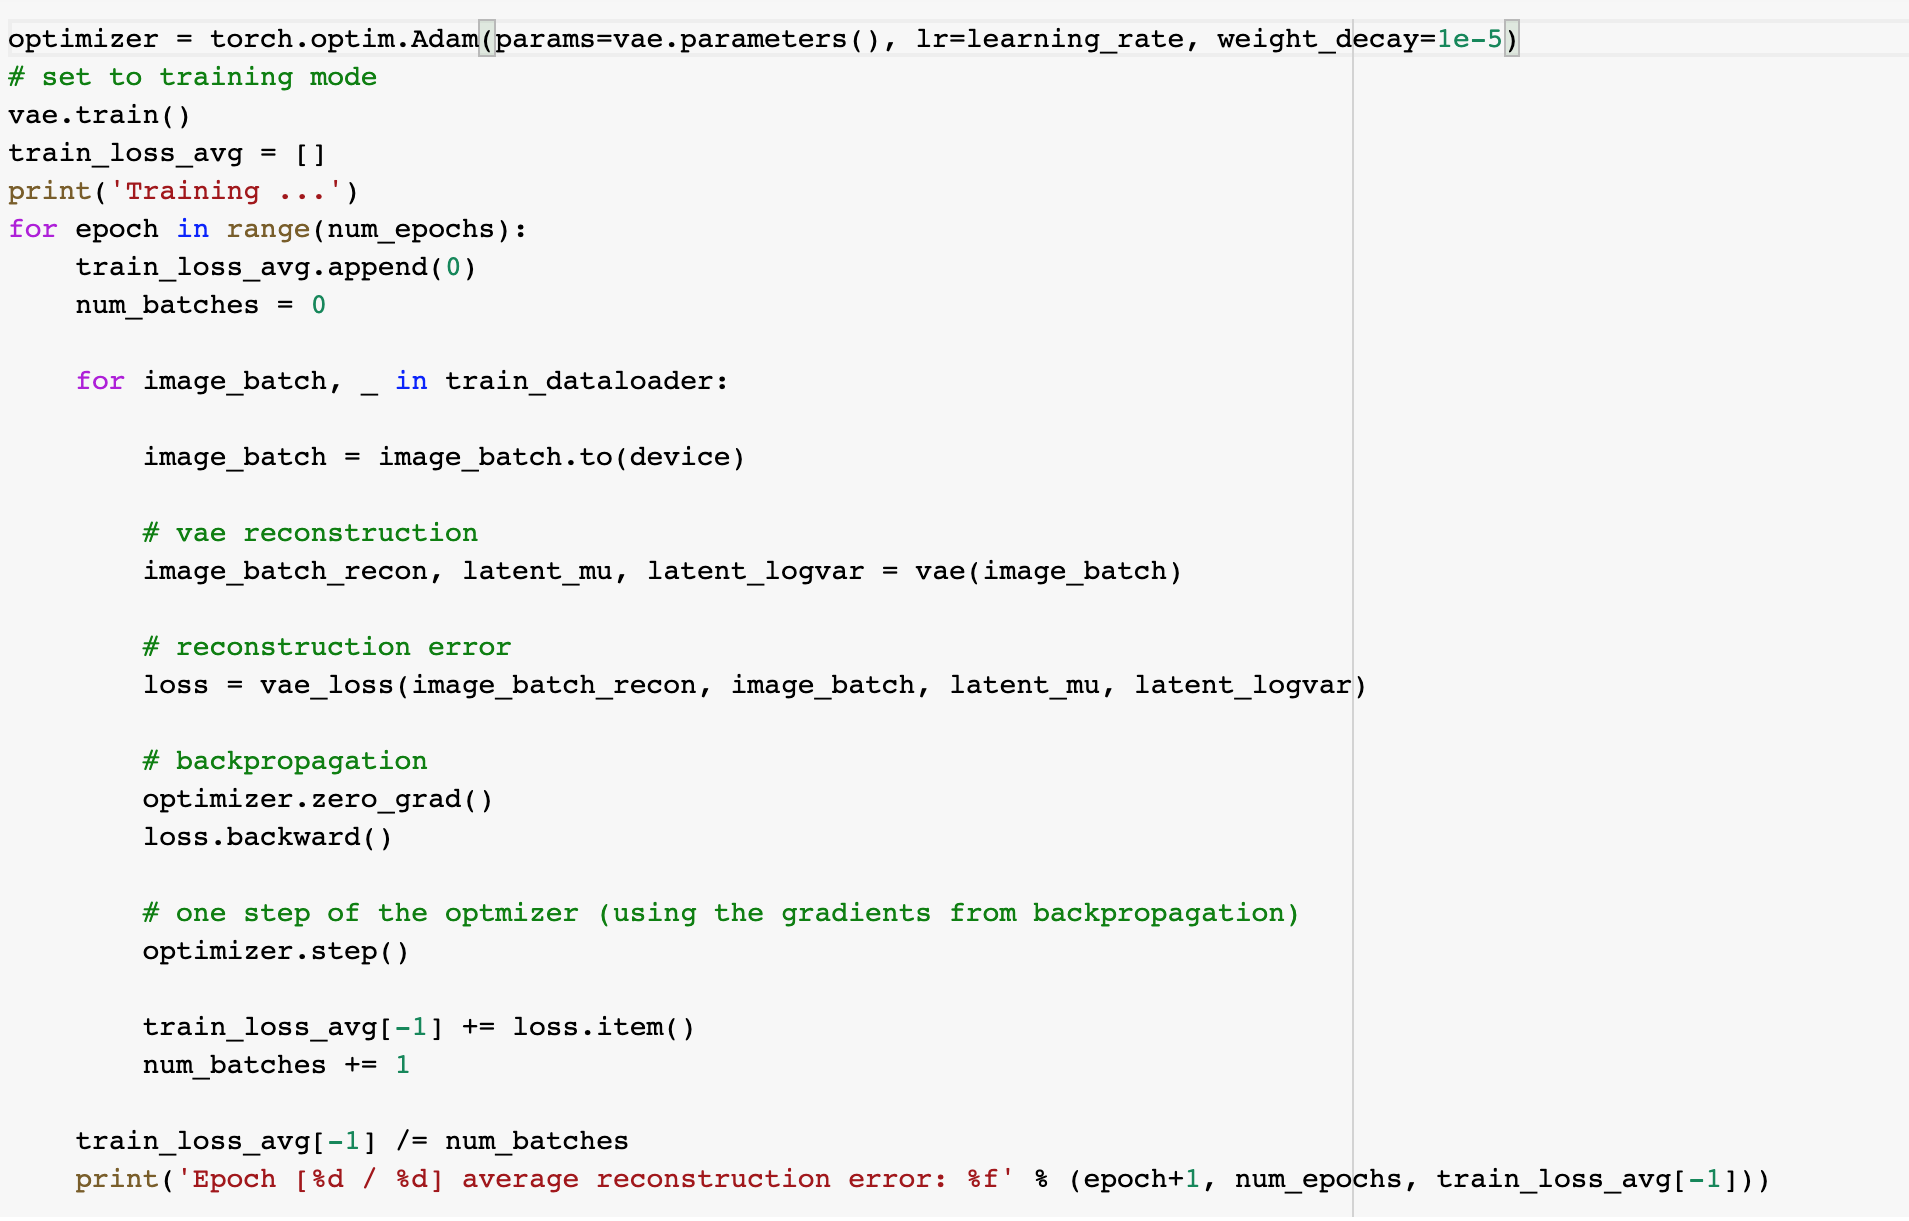 optimizer = torch.optim.Adam(params=vae.parameters(), lr=learning_rate, weight_decay=1e-5)
# set to training mode
vae.train()
train_loss_avg = []
print('Training ...')
for epoch in range(num_epochs):
    train_loss_avg.append(0)
    num_batches = 0

    for image_batch, _ in train_dataloader:

        image_batch = image_batch.to(device)

        # vae reconstruction
        image_batch_recon, latent_mu, latent_logvar = vae(image_batch)

        # reconstruction error
        loss = vae_loss(image_batch_recon, image_batch, latent_mu, latent_logvar)

        # backpropagation
        optimizer.zero_grad()
        loss.backward()

        # one step of the optmizer (using the gradients from backpropagation)
        optimizer.step()

        train_loss_avg[-1] += loss.item()
        num_batches += 1

    train_loss_avg[-1] /= num_batches
    print('Epoch [%d / %d] average reconstruction error: %f' % (epoch+1, num_epochs, train_loss_avg[-1]))